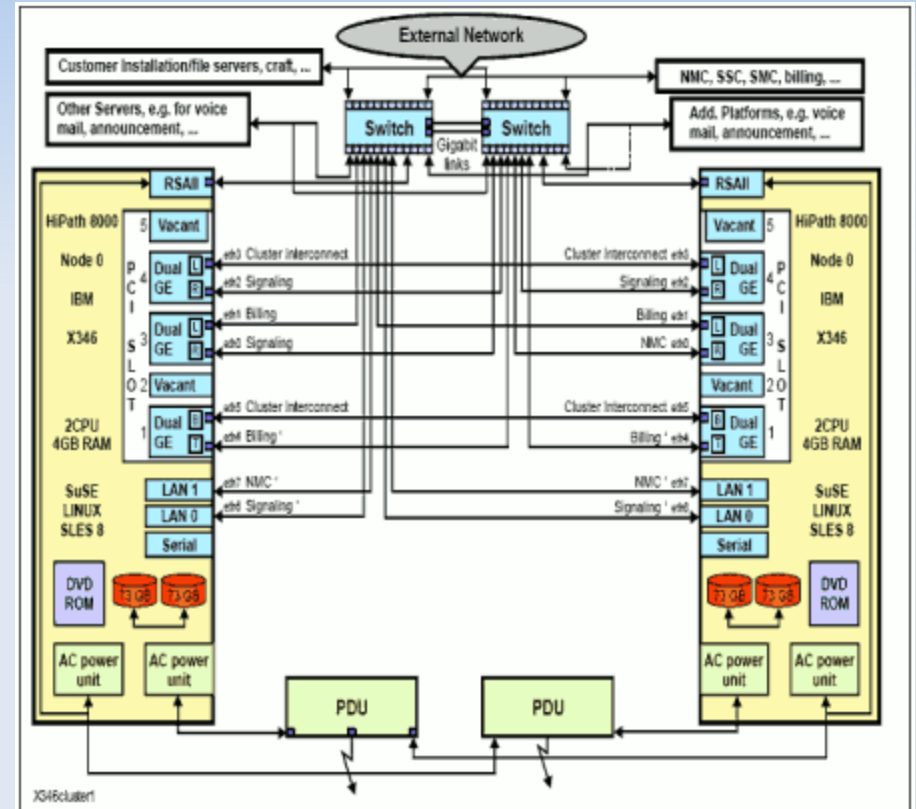 External Network
Customer Installation/file servers, craft, ...
NMC, SSC, SMC, billing, ...
Other Servers, e.g. for voice
mail, announcement, ...
Add. Platforms, e.g. voice
mail, announcement, ...
Switch
Switch
Gigabit
links
RSAII
RSAII
HiPath 8000
Node 0
IBM
X346
2CPU
4GB RAM
SuSE
LINUX
SLES 8
PCI SLOT
5 Vacant
4 Dual GE L R
3 Dual GE L R
2 Vacant
1 Dual GE B T
LAN 1
LAN 0
Serial
DVD
ROM
73 GB
73 GB
AC power
unit
AC power
unit
eth3 Cluster Interconnect
eth2 Signaling
eth1 Billing
eth0 Signaling
eth5 Cluster Interconnect
eth4 Billing '
eth7 NMC '
eth6 Signaling '
Cluster Interconnect eth3
Signaling eth2
Billing eth1
NMC eth0
Cluster Interconnect eth5
Billing ' eth4
NMC ' eth7
Signaling ' eth6
Vacant 5
L R Dual GE 4
L R Dual GE 3
Vacant 2
B T Dual GE 1
PCI SLOT
LAN 1
LAN 0
Serial
HiPath 8000
Node 0
IBM
X346
2CPU
4GB RAM
SuSE
LINUX
SLES 8
73 GB
73 GB
DVD
ROM
AC power
unit
AC power
unit
PDU
PDU
X346cluster1